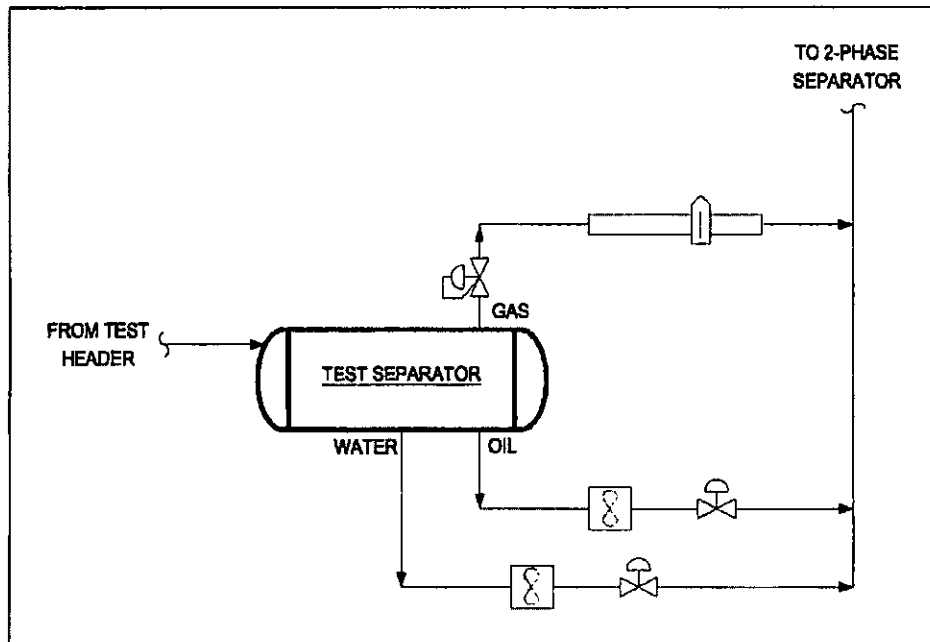 TO 2-PHASE
SEPARATOR
GAS
FROM TEST
HEADER
TEST SEPARATOR
WATER
OIL